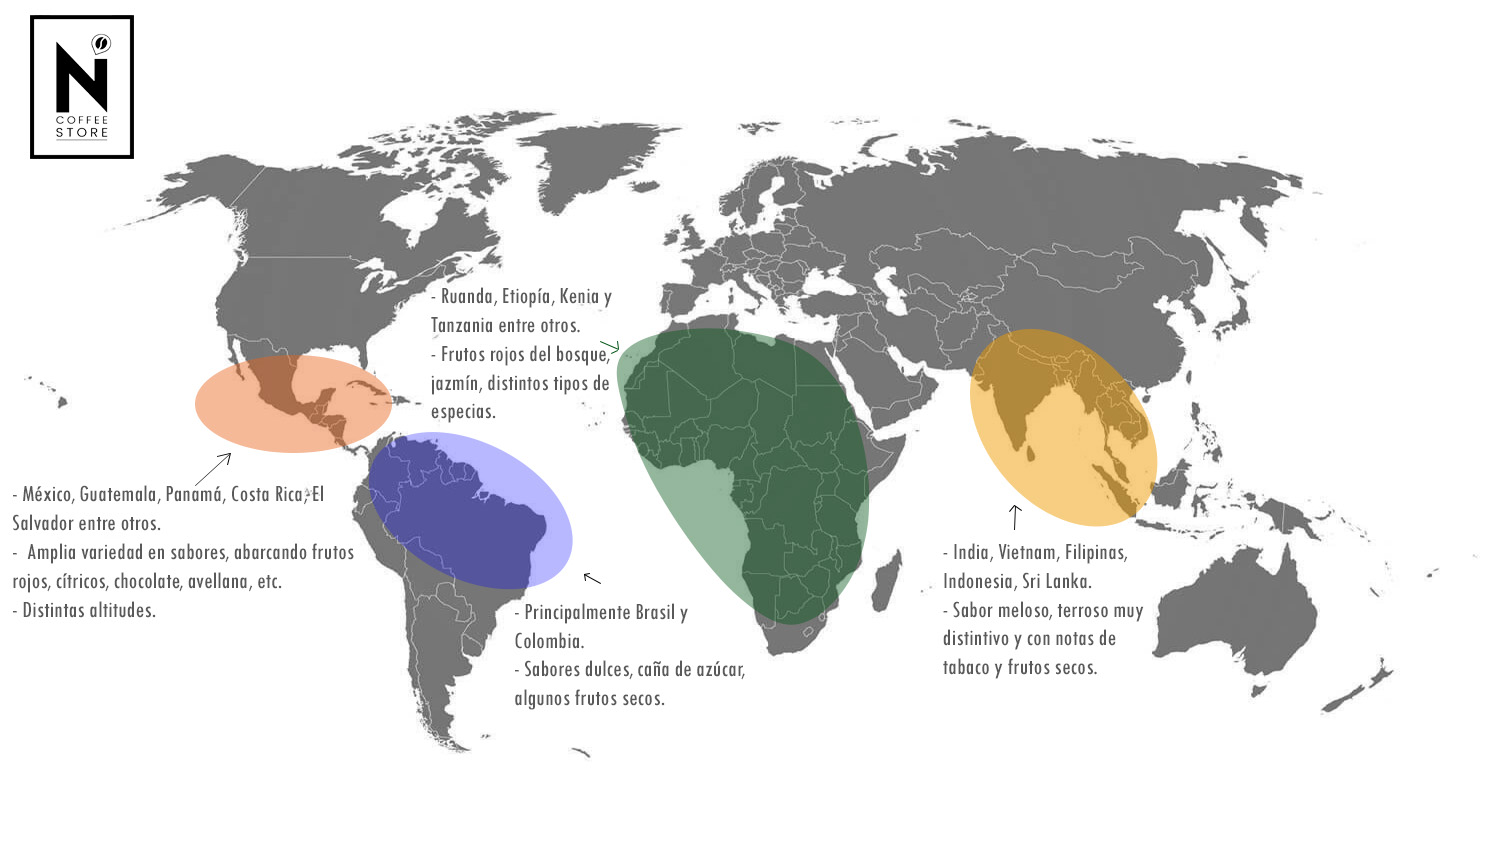 N
COFFEE
STORE
- Ruanda, Etiopía, Kenia y
Tanzania entre otros.
- Frutos rojos del bosque,
jazmín, distintos tipos de
especias.
- México, Guatemala, Panamá, Costa Rica, El
Salvador entre otros.
- Amplia variedad en sabores, abarcando frutos
rojos, cítricos, chocolate, avellana, etc.
- Distintas altitudes.
- Principalmente Brasil y
Colombia.
- Sabores dulces, caña de azúcar,
algunos frutos secos.
- India, Vietnam, Filipinas,
Indonesia, Sri Lanka.
- Sabor meloso, terroso muy
distintivo y con notas de
tabaco y frutos secos.